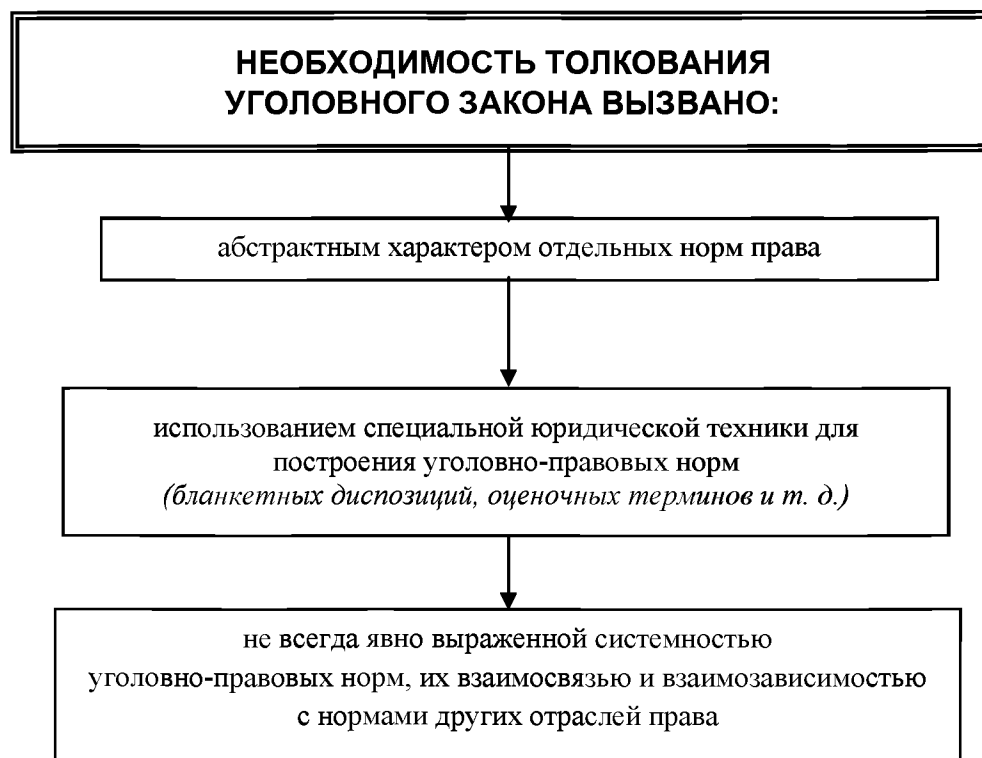 НЕОБХОДИМОСТЬ ТОЛКОВАНИЯ
УГОЛОВНОГО ЗАКОНА ВЫЗВАНО:
абстрактным характером отдельных норм права
использованием специальной юридической техники для
построения уголовно-правовых норм
(бланкетных диспозиций, оценочных терминов и т. д.)
не всегда явно выраженной системностью
уголовно-правовых норм, их взаимосвязью и взаимозависимостью
с нормами других отраслей права